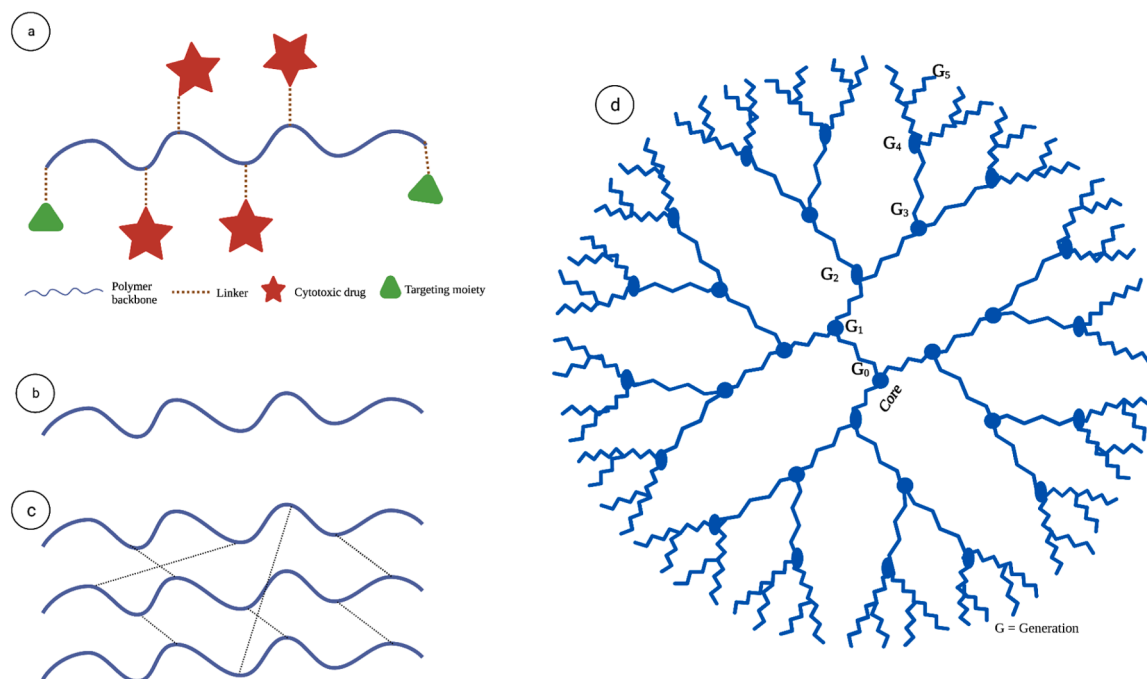 a
Polymer
backbone
Linker
Cytotoxic drug
Targeting moiety
b
c
d
G5
G4
G3
G2
G1
G0
Core
G = Generation